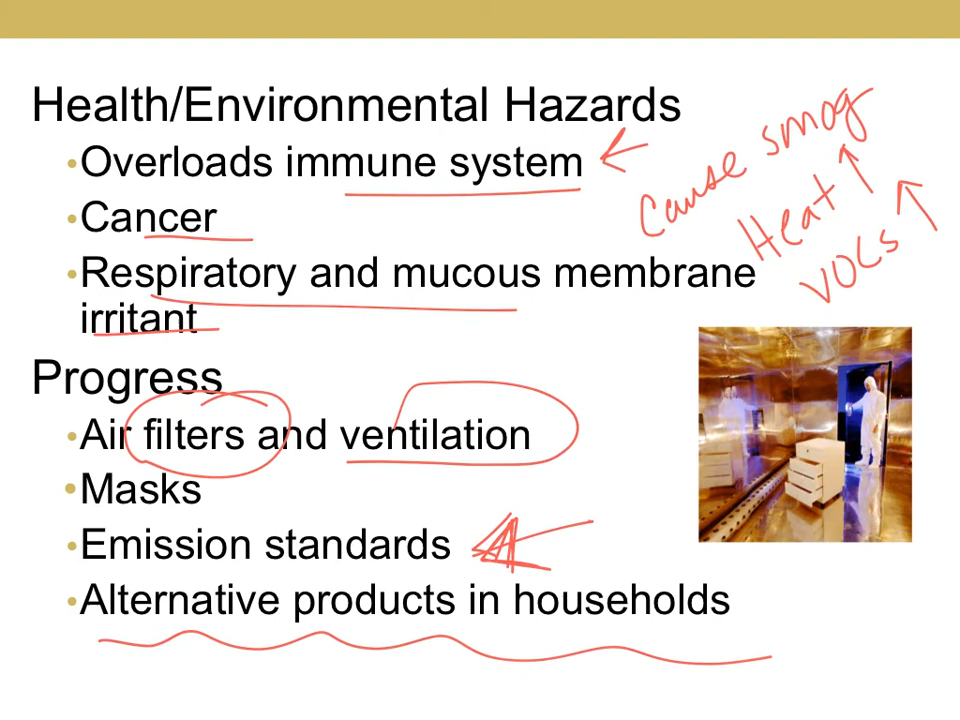 Health/Environmental Hazards
•Overloads immune system
•Cancer
•Respiratory and mucous membrane
irritant
Cause smog
Heat ↑
VOCs ↑
Progress
•Air filters and ventilation
•Masks
•Emission standards
•Alternative products in households